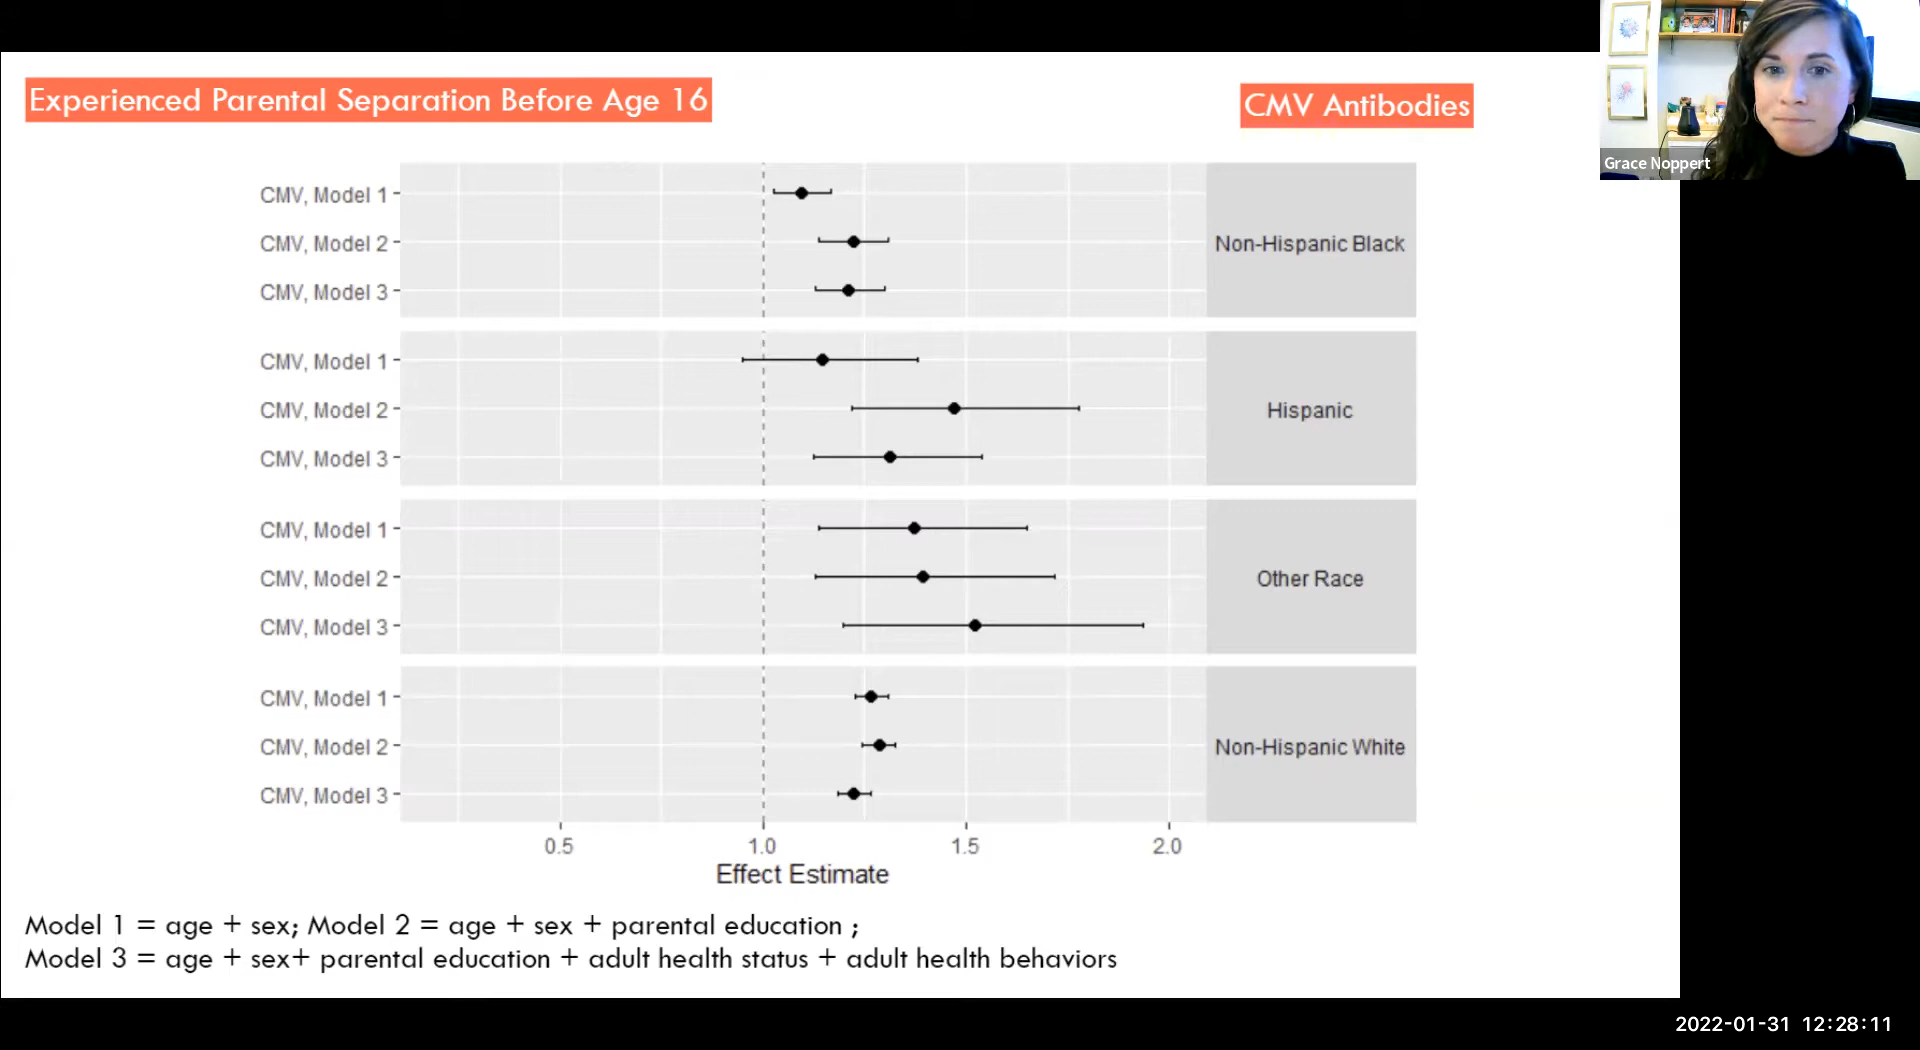 Experienced Parental Separation Before Age 16
CMV Antibodies
Grace Noppert
CMV, Model 1
CMV, Model 2
CMV, Model 3
Non-Hispanic Black
CMV, Model 1
CMV, Model 2
CMV, Model 3
Hispanic
CMV, Model 1
CMV, Model 2
CMV, Model 3
Other Race
CMV, Model 1
CMV, Model 2
CMV, Model 3
Non-Hispanic White
0.5 1.0 1.5 2.0
Effect Estimate
Model 1 = age + sex; Model 2 = age + sex + parental education ;
Model 3 = age + sex+ parental education + adult health status + adult health behaviors
2022-01-31 12:28:11